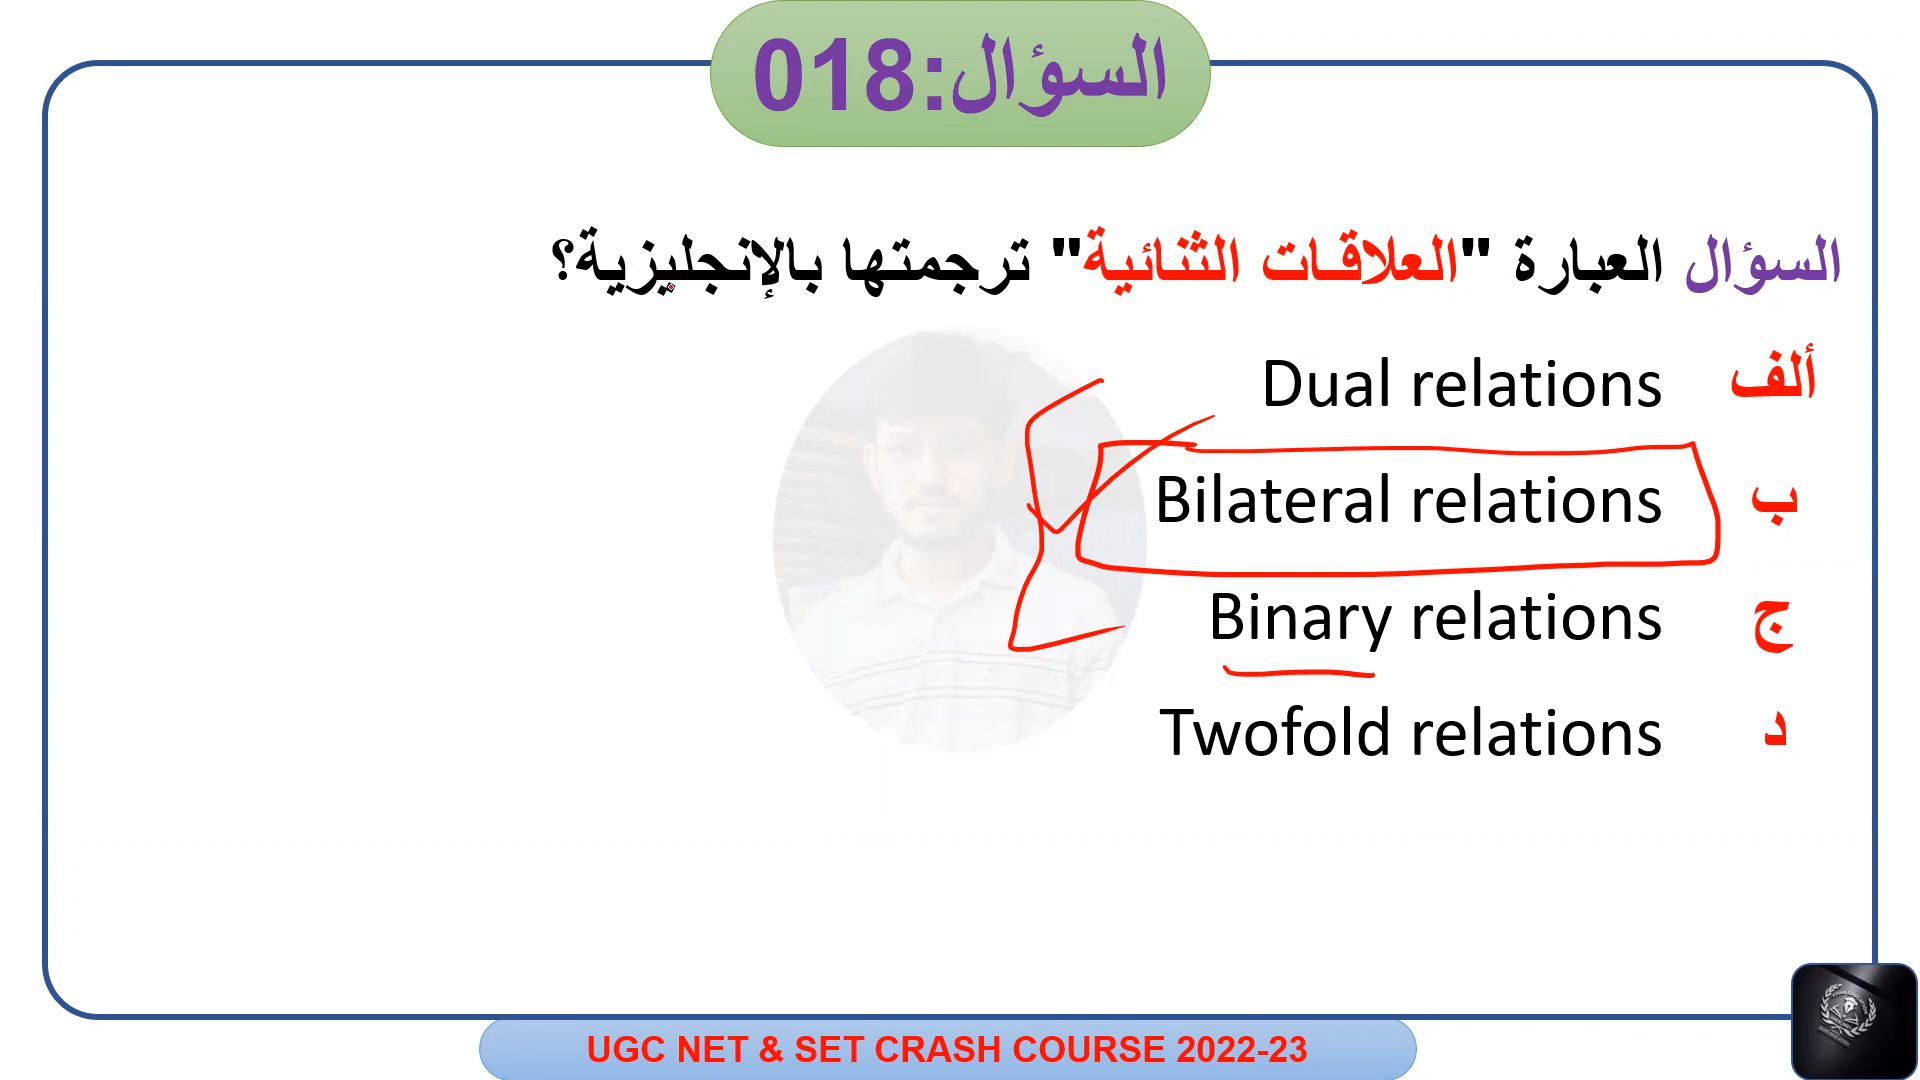 السؤال:018
السؤال العبارة "العلاقات الثنائية" ترجمتها بالإنجليزية؟
ألف Dual relations
ب Bilateral relations
ج Binary relations
د Twofold relations
UGC NET & SET CRASH COURSE 2022-23